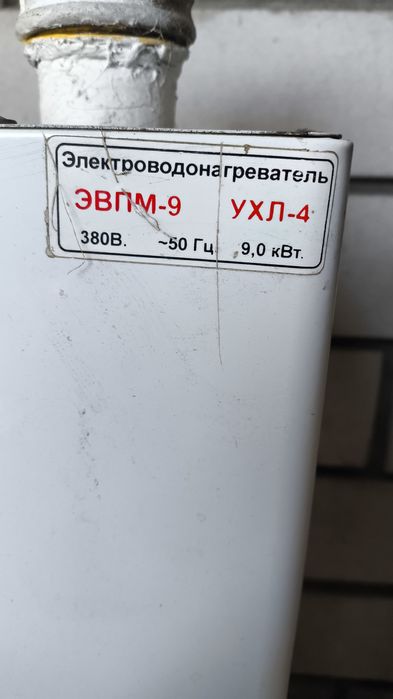 Электроводонагреватель
ЭВПМ-9 УХЛ-4
380В. ~50 Гц 9,0 кВт.